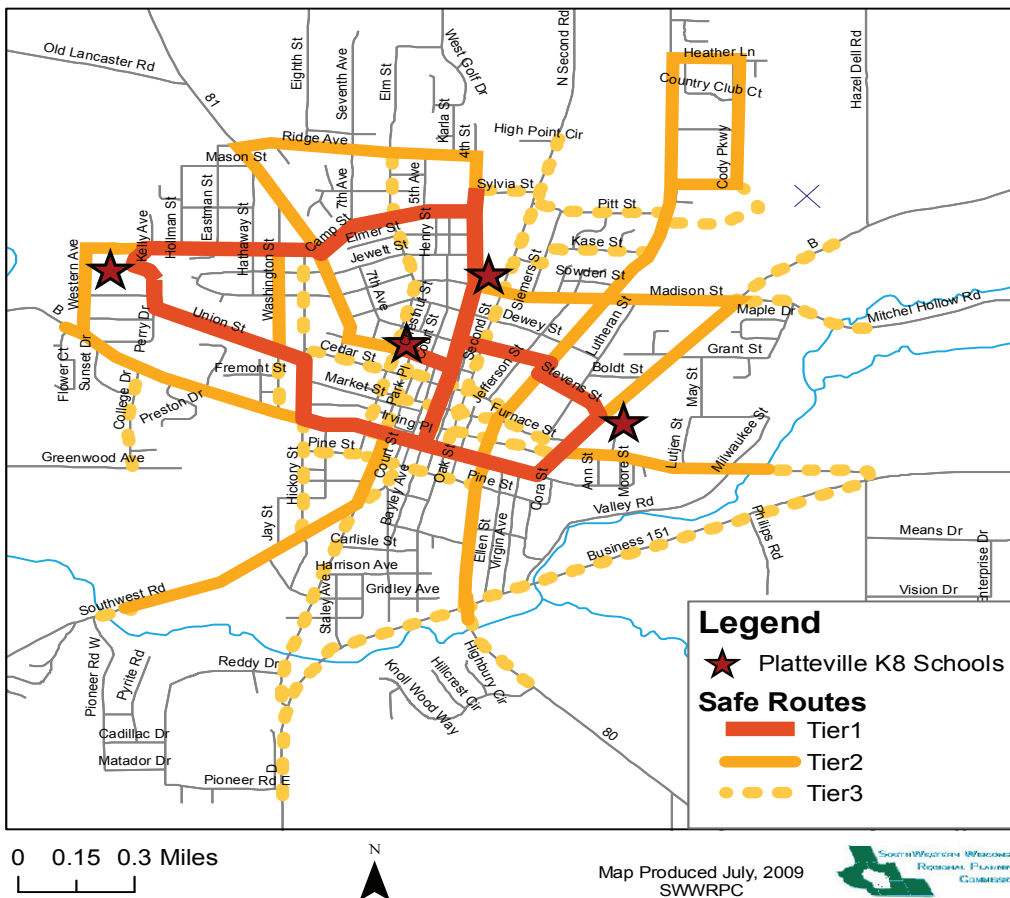 Old Lancaster Rd
81
Eighth St
Seventh Ave
Elm St
West Golf Dr
Karla St
N Second Rd
Heather Ln
Country Club Ct
Hazel Dell Rd
High Point Cir
Cody Pkwy
Ridge Ave
4th St
Mason St
Sylvia St
Pitt St
7th Ave
5th Ave
Eastman St
Hollman St
Kelly Ave
Hathaway St
Camp St
Elmer St
Henry St
Jewett St
Kase St
B
Western Ave
Washington St
7th Ave
Siemers St
Sowden St
Madison St
Mitchel Hollow Rd
Maple Dr
B
Perry Dr
Union St
Court St
Second St
Dewey St
Lutheran St
Grant St
Flower Ct
Sunset Dr
College Dr
Fremont St
Cedar St
Park Pl
Jefferson St
Stevens St
Boldt St
May St
Preston Dr
Market St
Irving Pl
Furnace St
Lutjen St
Milwaukee St
Greenwood Ave
Pine St
Hickory St
Court St
Bayley Ave
Oak St
Pine St
Cora St
Ann St
Moore St
Valley Rd
Jay St
Carlisle St
Ellen St
Virgin Ave
Business 151
Philips Rd
Means Dr
Harrison Ave
Gridley Ave
Staley Ave
Vision Dr
Enterprise Dr
Southwest Rd
Pioneer Rd W
Pyrite Rd
Reddy Dr
Knoll Wood Way
Hillcrest Cir
Highbury Cir
80
Cadillac Dr
Matador Dr
Pioneer Rd E
D
Legend
Platteville K8 Schools
Safe Routes
Tier1
Tier2
Tier3
0 0.15 0.3 Miles
N
Map Produced July, 2009
SWWRPC
SouthWestern Wisconsin
Regional Planning
Commission